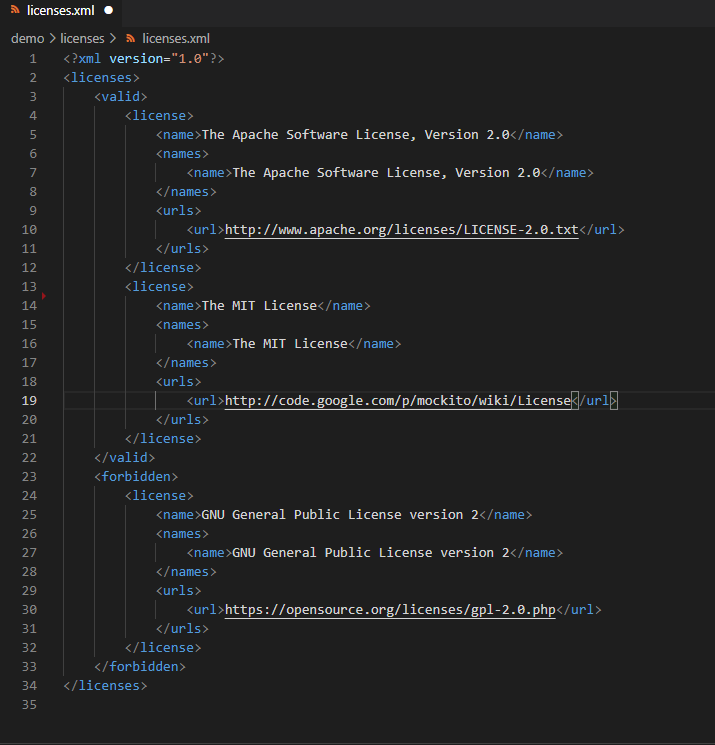 licenses.xml
demo > licenses > licenses.xml
1 <?xml version="1.0"?>
2 <licenses>
3 <valid>
4 <license>
5 <name>The Apache Software License, Version 2.0</name>
6 <names>
7 <name>The Apache Software License, Version 2.0</name>
8 </names>
9 <urls>
10 <url>http://www.apache.org/licenses/LICENSE-2.0.txt</url>
11 </urls>
12 </license>
13 <license>
14 <name>The MIT License</name>
15 <names>
16 <name>The MIT License</name>
17 </names>
18 <urls>
19 <url>http://code.google.com/p/mockito/wiki/License</url>
20 </urls>
21 </license>
22 </valid>
23 <forbidden>
24 <license>
25 <name>GNU General Public License version 2</name>
26 <names>
27 <name>GNU General Public License version 2</name>
28 </names>
29 <urls>
30 <url>https://opensource.org/licenses/gpl-2.0.php</url>
31 </urls>
32 </license>
33 </forbidden>
34 </licenses>
35